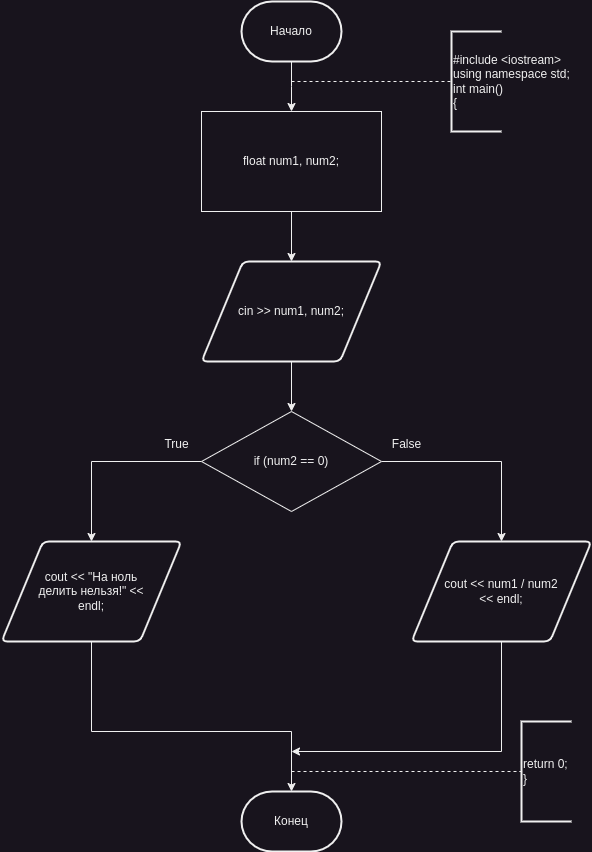 Начало
#include <iostream>
using namespace std;
int main()
{
float num1, num2;
cin >> num1, num2;
True
False
if (num2 == 0)
cout << "На ноль
делить нельзя!" <<
endl;
cout << num1 / num2
<< endl;
return 0;
}
Конец